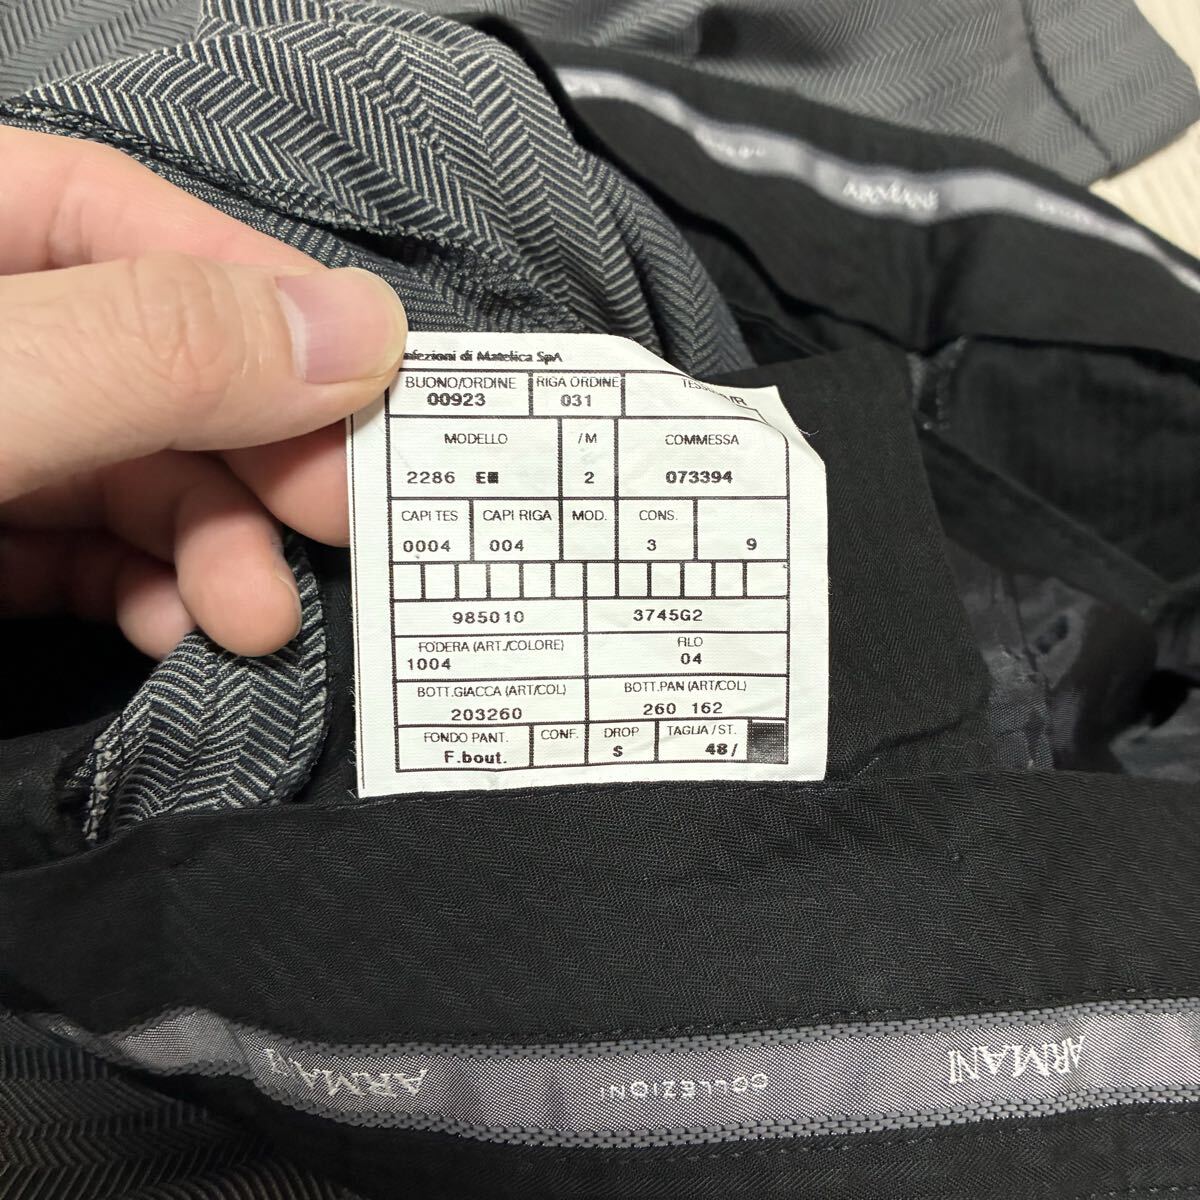 ARMANI
nfezioni di Matelica SpA
BUONO/ORDINE RIGA ORDINE
00923 031
MODELLO /M COMMESSA
2286 2 073394
CAPI TES CAPI RIGA MOD. CONS.
0004 004 3 9
985010 3745G2
FODERA (ART./COLORE) FILO
1004 04
BOTT.GIACCA (ART/COL) BOTT.PAN (ART/COL)
203260 260 162
FONDO PANT. CONF. DROP TAGLIA / ST.
F.bout. S 48 /
ARMANI COLLEZIONI ARMANI